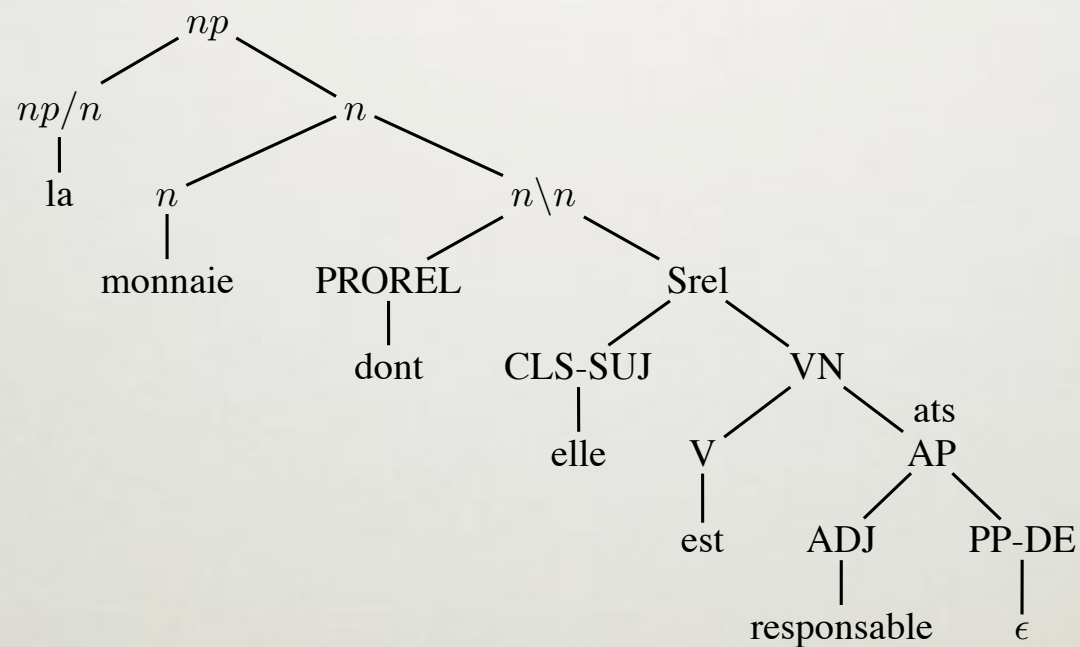 np
np/n n
la n n\n
monnaie PROREL Srel
dont CLS-SUJ VN
ats
elle V AP
est ADJ PP-DE
responsable ϵ